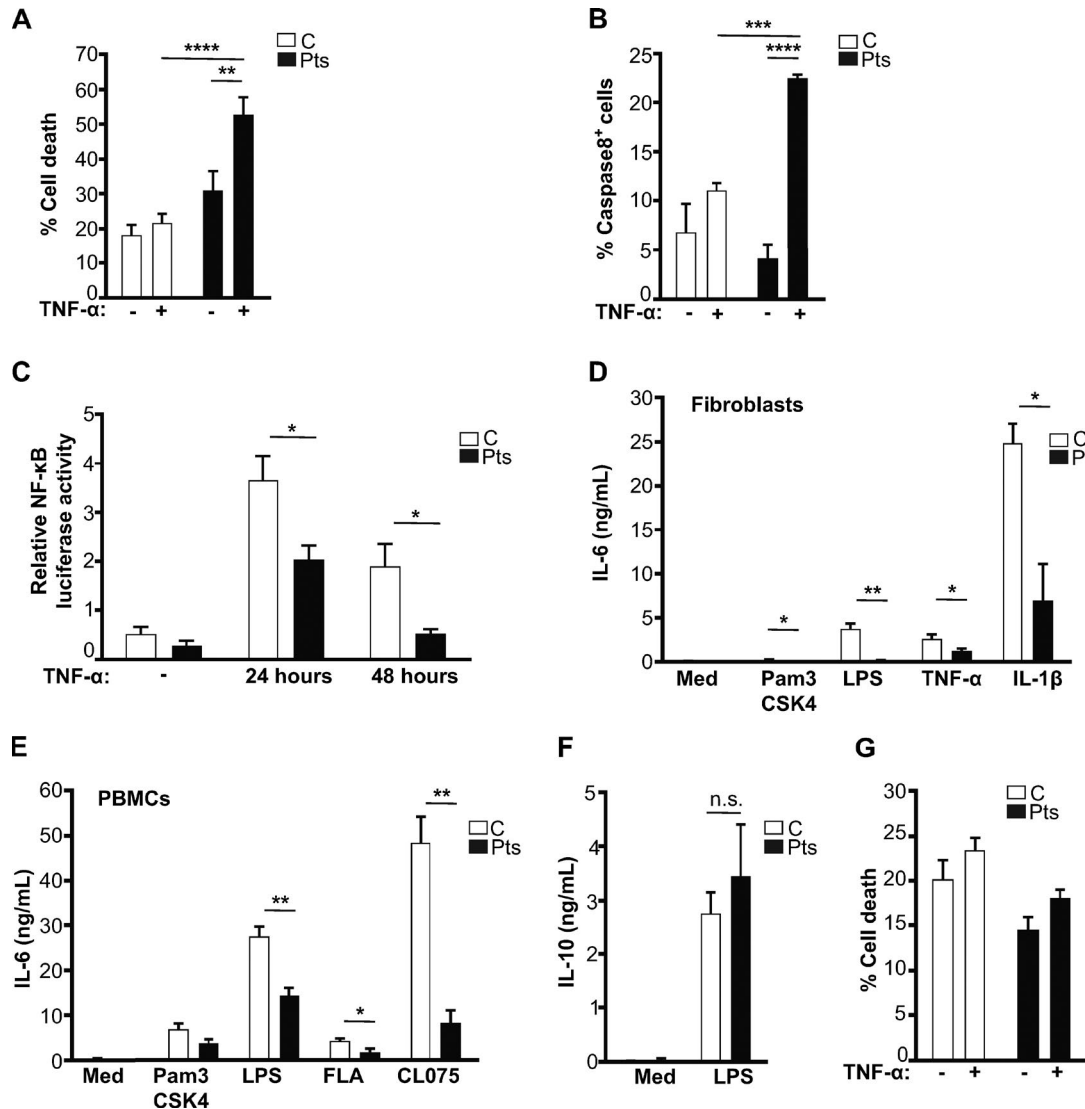 A
% Cell death
70
60
50
40
30
20
10
0
****
**
C
Pts
TNF-α: - + - +
B
% Caspase8+ cells
25
20
15
10
5
0
***
****
C
Pts
TNF-α: - + - +
C
Relative NF-κB
luciferase activity
5
4
3
2
1
0
*
*
C
Pts
TNF-α: - 24 hours 48 hours
D
Fibroblasts
IL-6 (ng/mL)
30
25
20
15
10
5
0
*
**
*
*
C
P
Med Pam3 LPS TNF-α IL-1β
CSK4
E
PBMCs
IL-6 (ng/mL)
60
50
40
30
20
10
0
**
*
**
C
Pts
Med Pam3 LPS FLA CL075
CSK4
F
IL-10 (ng/mL)
5
4
3
2
1
0
n.s.
C
Pts
Med LPS
G
% Cell death
30
25
20
15
10
5
0
C
Pts
TNF-α: - + - +